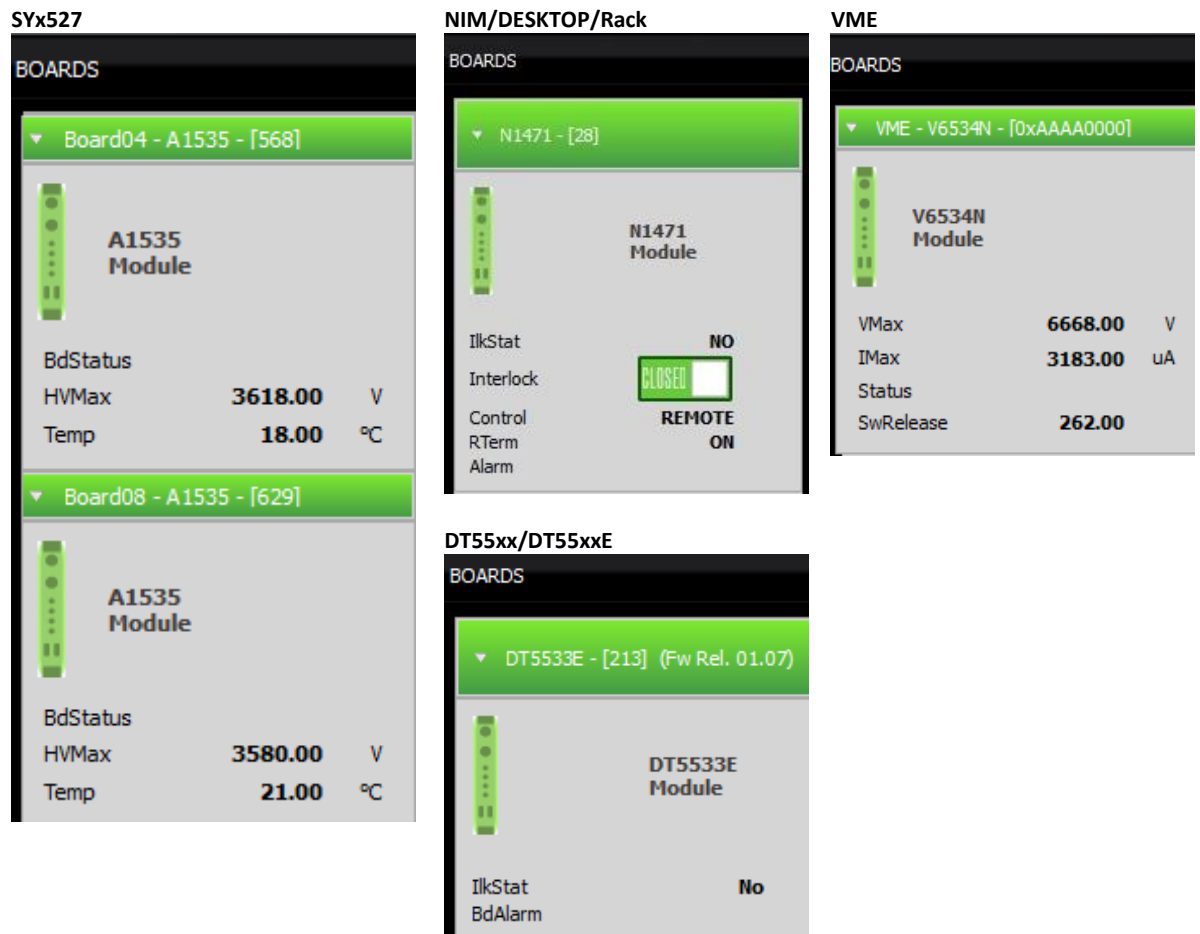 SYx527
BOARDS
Board04 - A1535 - [568]
A1535
Module
BdStatus
HVMax 3618.00 V
Temp 18.00 ºC
Board08 - A1535 - [629]
A1535
Module
BdStatus
HVMax 3580.00 V
Temp 21.00 ºC
NIM/DESKTOP/Rack
BOARDS
N1471 - [28]
N1471
Module
IlkStat NO
Interlock CLOSED
Control REMOTE
RTerm ON
Alarm
DT55xx/DT55xxE
BOARDS
DT5533E - [213] (Fw Rel. 01.07)
DT5533E
Module
IlkStat No
BdAlarm
VME
BOARDS
VME - V6534N - [0xAAAA0000]
V6534N
Module
VMax 6668.00 V
IMax 3183.00 uA
Status
SwRelease 262.00